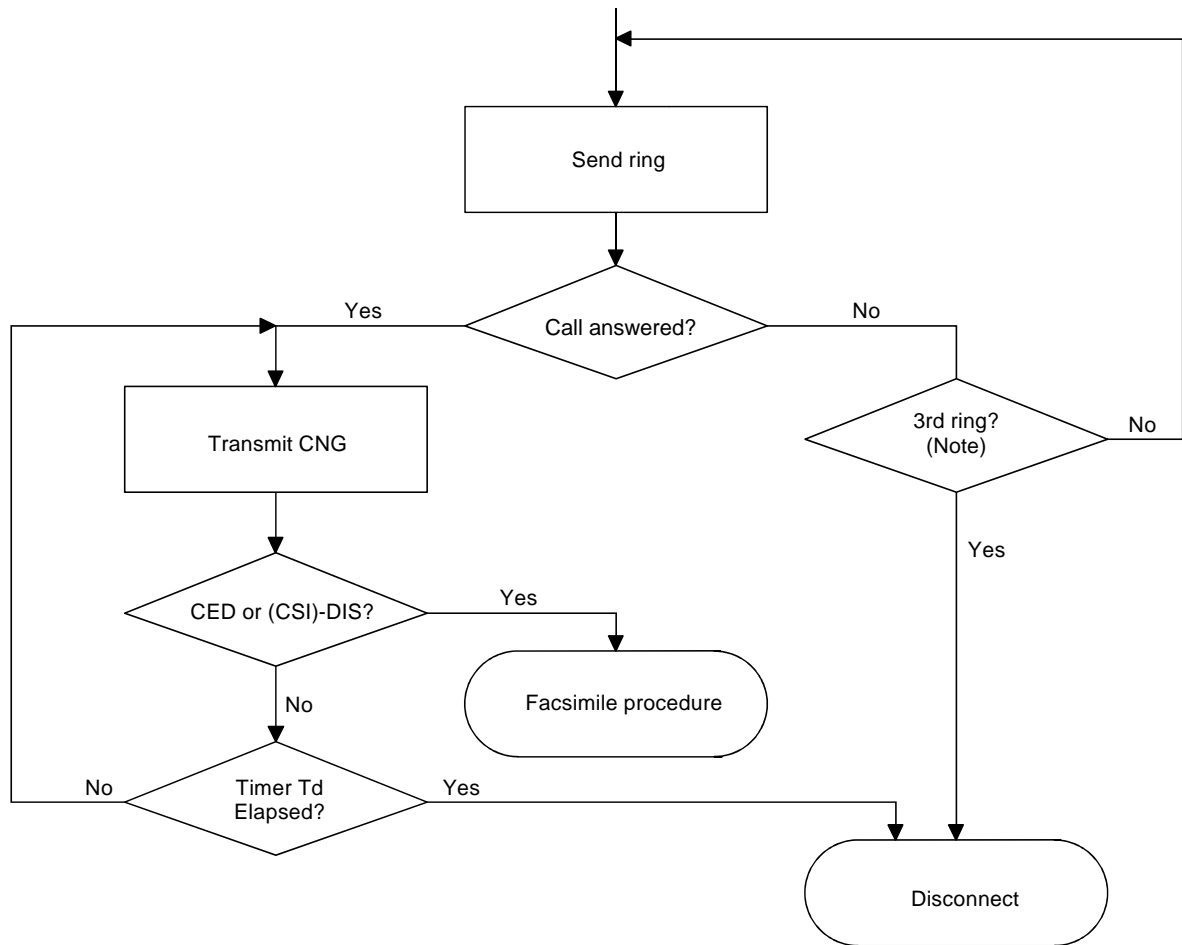 Send ring
Yes
Call answered?
No
3rd ring?
(Note)
No
Transmit CNG
Yes
CED or (CSI)-DIS?
Yes
No
Facsimile procedure
No
Timer Td
Elapsed?
Yes
Disconnect